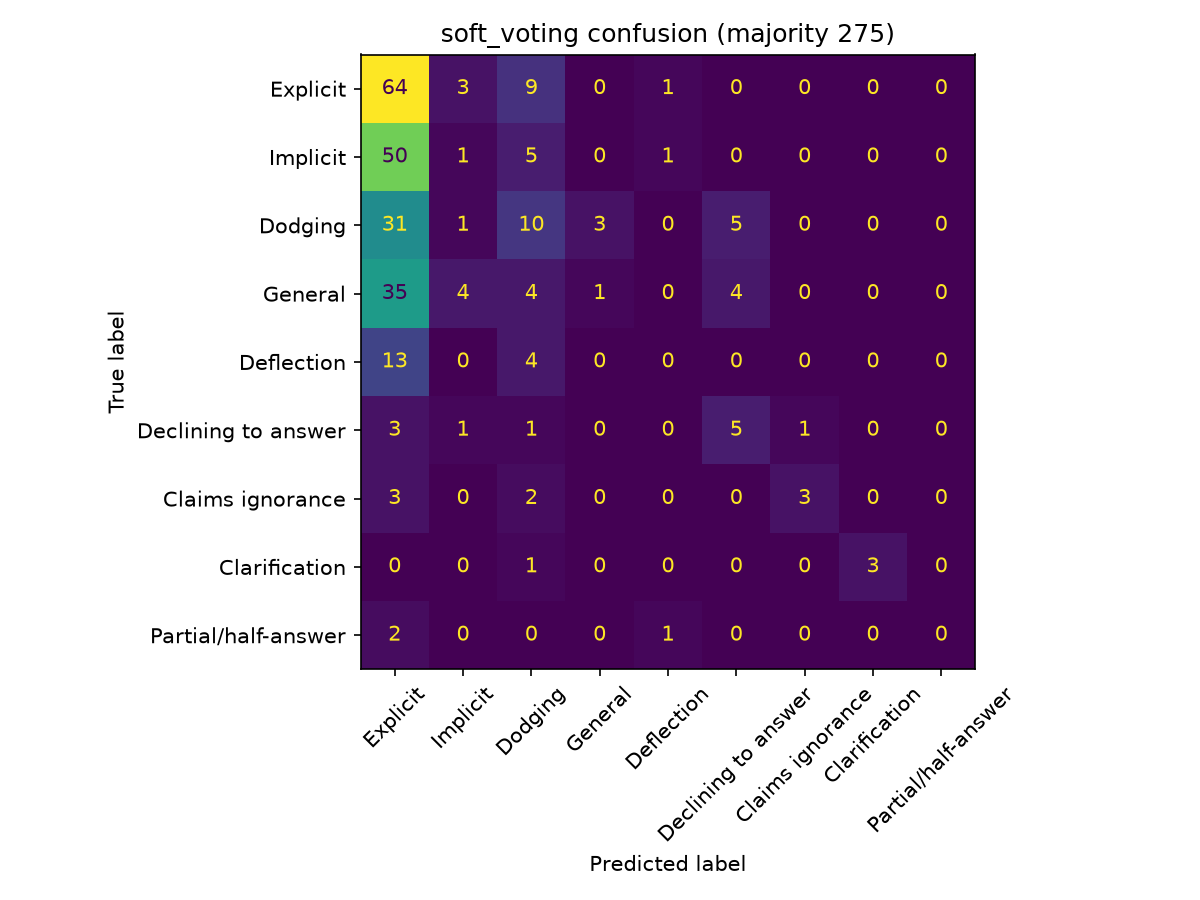 soft_voting confusion (majority 275)
True label
Explicit 64 3 9 0 1 0 0 0 0
Implicit 50 1 5 0 1 0 0 0 0
Dodging 31 1 10 3 0 5 0 0 0
General 35 4 4 1 0 4 0 0 0
Deflection 13 0 4 0 0 0 0 0 0
Declining to answer 3 1 1 0 0 5 1 0 0
Claims ignorance 3 0 2 0 0 0 3 0 0
Clarification 0 0 1 0 0 0 0 3 0
Partial/half-answer 2 0 0 0 1 0 0 0 0
Explicit Implicit Dodging General Deflection Declining to answer Claims ignorance Clarification Partial/half-answer
Predicted label